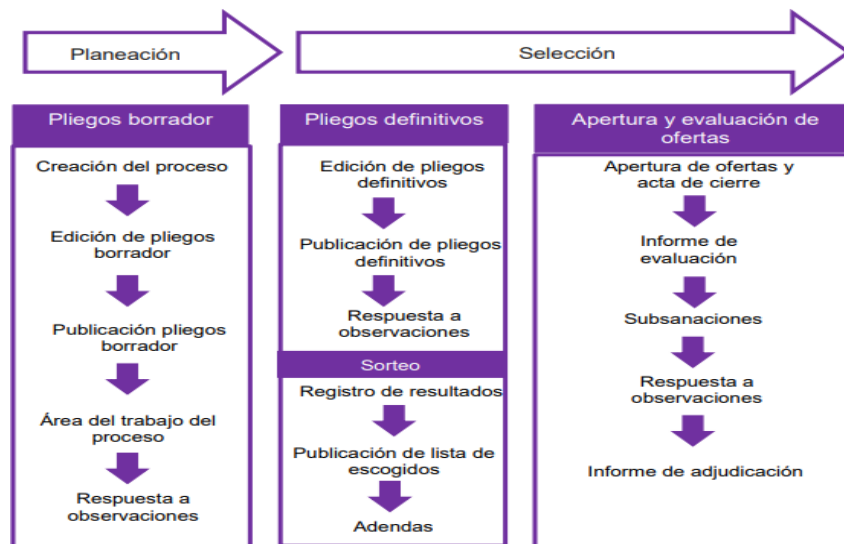 Planeación
Selección
Pliegos borrador
Creación del proceso
Edición de pliegos
borrador
Publicación pliegos
borrador
Área del trabajo del
proceso
Respuesta a
observaciones
Pliegos definitivos
Edición de pliegos
definitivos
Publicación de pliegos
definitivos
Respuesta a
observaciones
Sorteo
Registro de resultados
Publicación de lista de
escogidos
Adendas
Apertura y evaluación de
ofertas
Apertura de ofertas y
acta de cierre
Informe de
evaluación
Subsanaciones
Respuesta a
observaciones
Informe de adjudicación